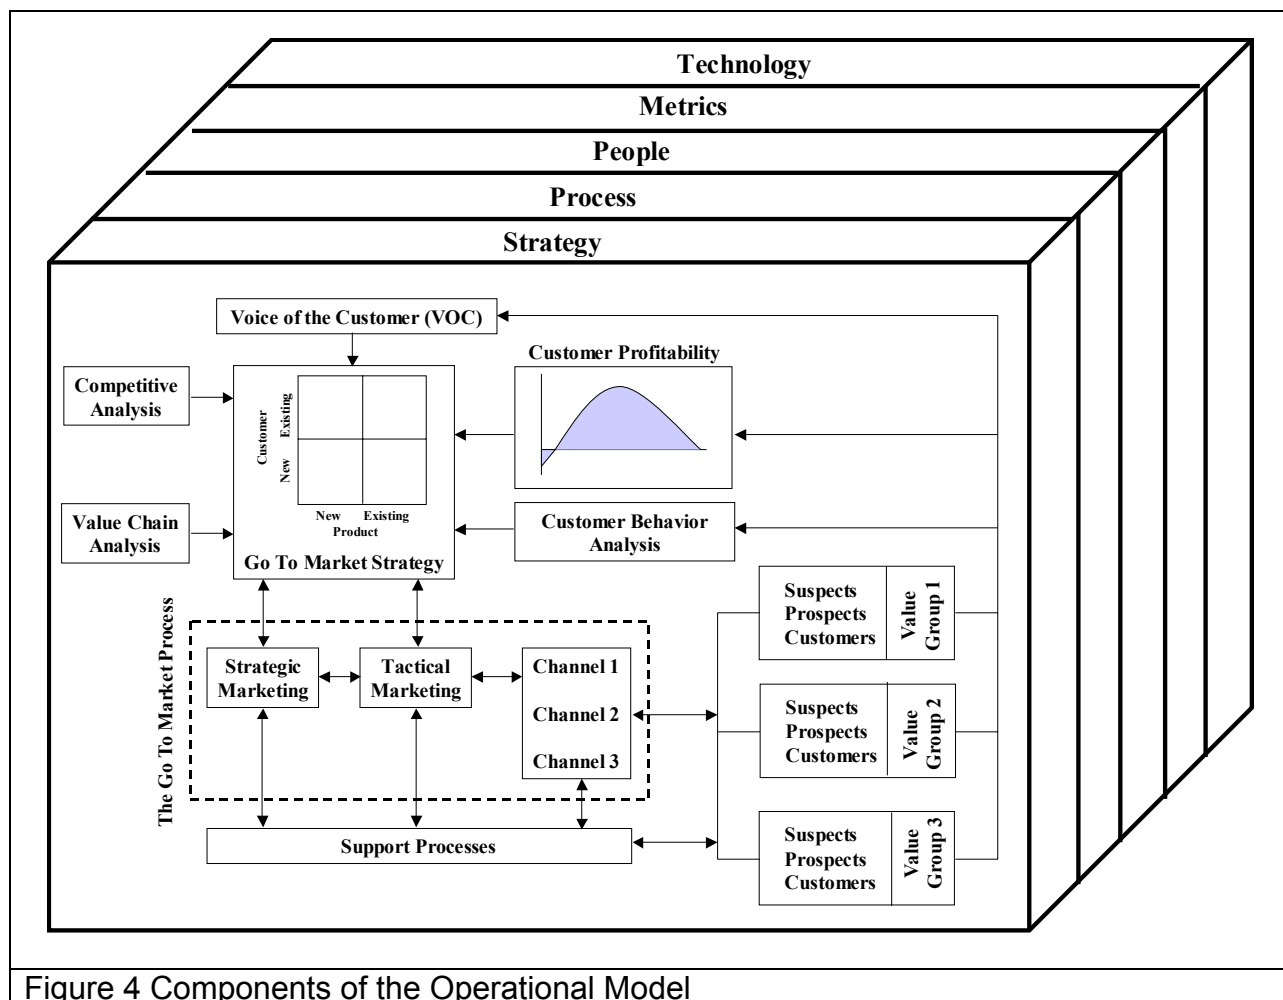 Technology
Metrics
People
Process
Strategy
Voice of the Customer (VOC)
Customer Profitability
Competitive
Analysis
Customer
Existing
New
New Existing
Product
Go To Market Strategy
Value Chain
Analysis
Customer Behavior
Analysis
The Go To Market Process
Strategic
Marketing
Tactical
Marketing
Channel 1
Channel 2
Channel 3
Support Processes
Suspects
Prospects
Customers
Value
Group 1
Suspects
Prospects
Customers
Value
Group 2
Suspects
Prospects
Customers
Value
Group 3
Figure 4 Components of the Operational Model